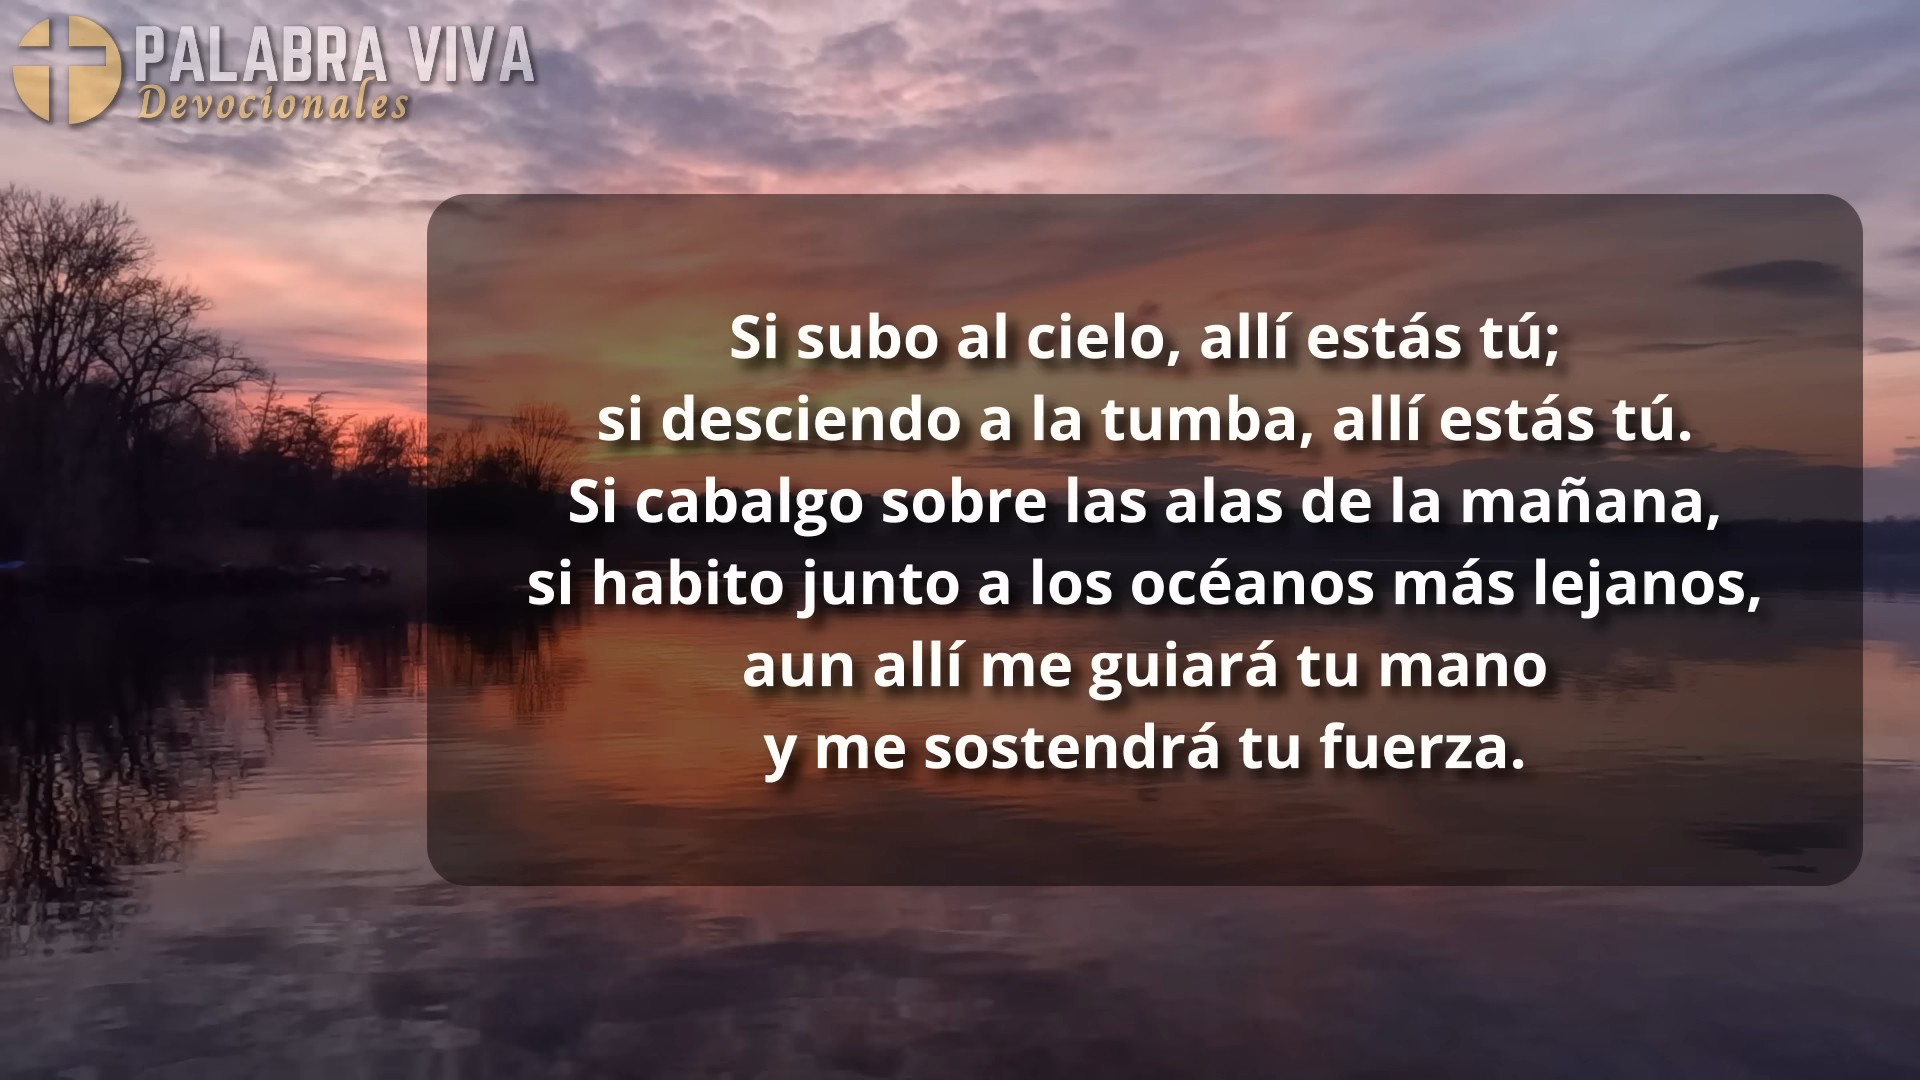 PALABRA VIVA
Devocionales
Si subo al cielo, allí estás tú;
si desciendo a la tumba, allí estás tú.
Si cabalgo sobre las alas de la mañana,
si habito junto a los océanos más lejanos,
aun allí me guiará tu mano
y me sostendrá tu fuerza.